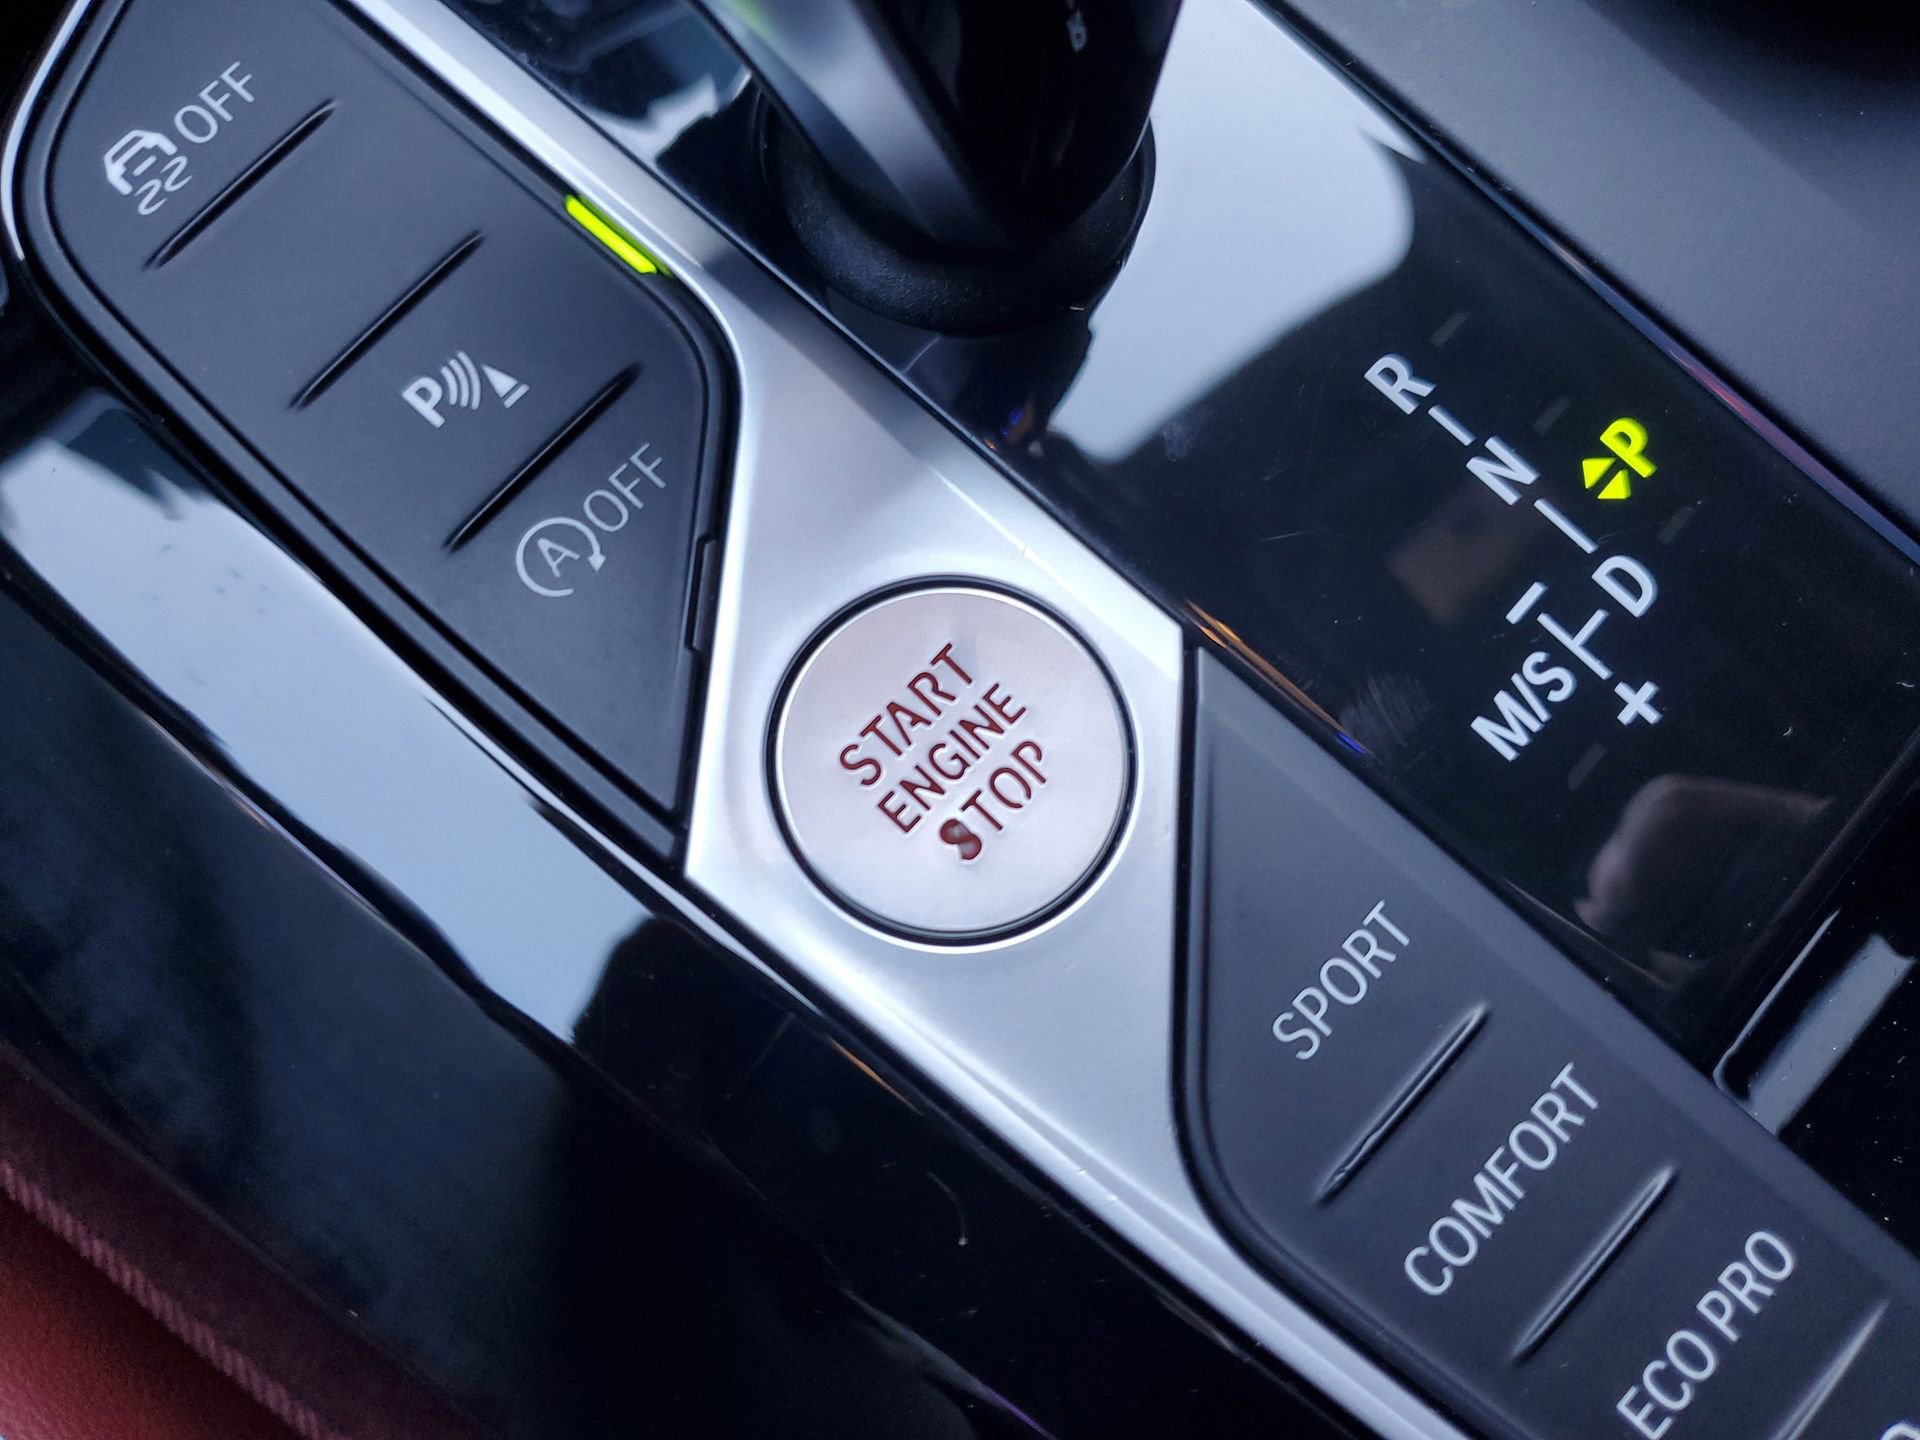 OFF
P
A OFF
START
ENGINE
STOP
R
N
P
D
M/S
+
SPORT
COMFORT
ECO PRO